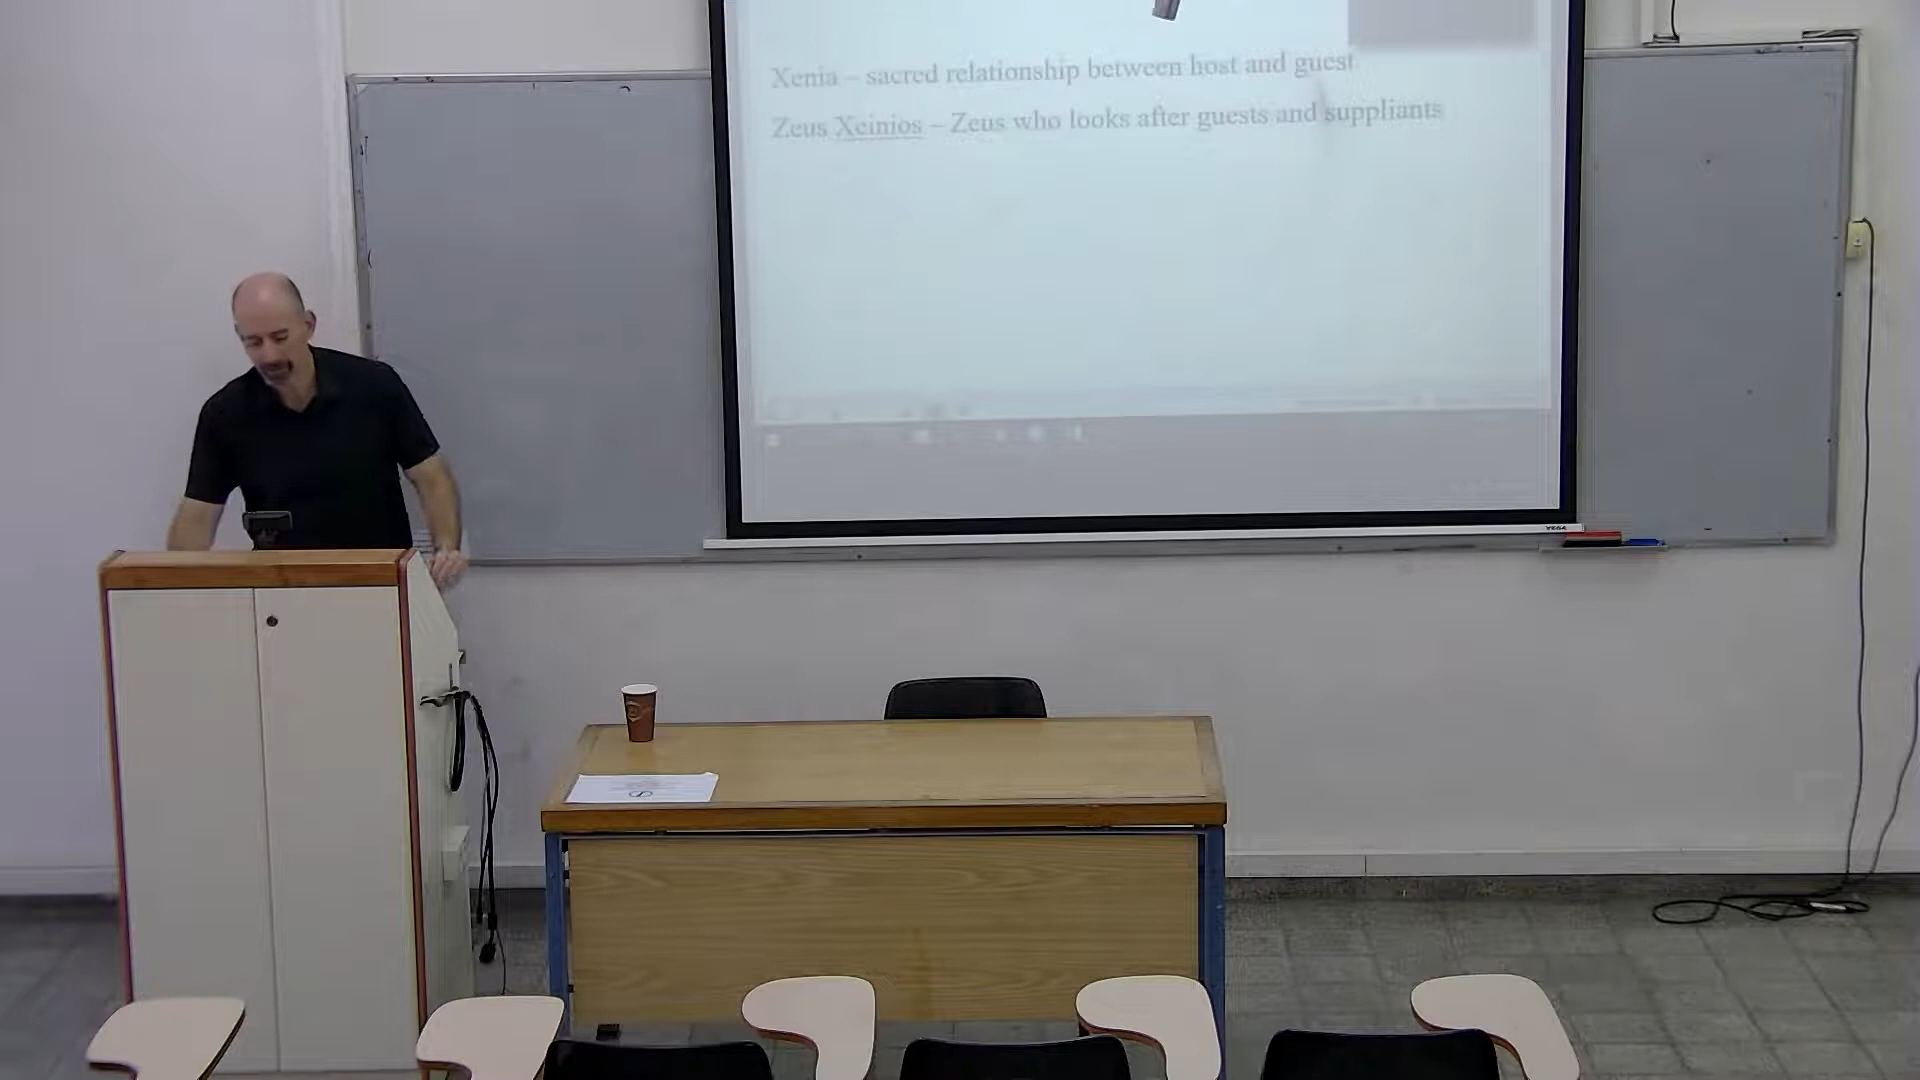 Xenia – sacred relationship between host and guest
Zeus Xeinios – Zeus who looks after guests and suppliants